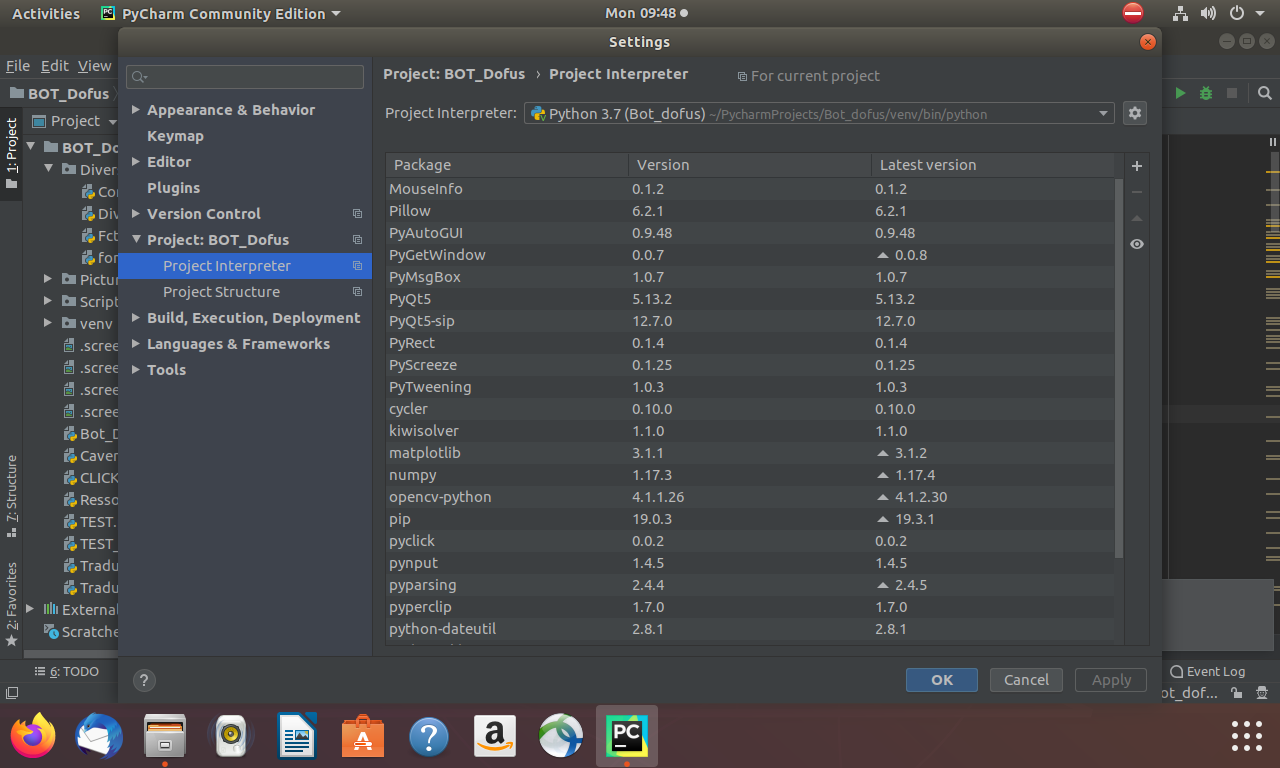 Activities PyCharm Community Edition Mon 09:48
Settings
File Edit View
Project: BOT_Dofus › Project Interpreter For current project
BOT_Dofus
Project Interpreter: Python 3.7 (Bot_dofus) ~/PycharmProjects/Bot_dofus/venv/bin/python
1: Project
Project
BOT_Do
Diver
Cor
Div
Fct
for
Pictur
Script
venv
.scree
.scree
.scree
.scree
Bot_D
Caver
CLICK
Resso
TEST.
TEST_
Tradu
Tradu
External
Scratche
7: Structure
2: Favorites
Appearance & Behavior
Keymap
Editor
Plugins
Version Control
Project: BOT_Dofus
Project Interpreter
Project Structure
Build, Execution, Deployment
Languages & Frameworks
Tools
Package Version Latest version
MouseInfo 0.1.2 0.1.2
Pillow 6.2.1 6.2.1
PyAutoGUI 0.9.48 0.9.48
PyGetWindow 0.0.7 0.0.8
PyMsgBox 1.0.7 1.0.7
PyQt5 5.13.2 5.13.2
PyQt5-sip 12.7.0 12.7.0
PyRect 0.1.4 0.1.4
PyScreeze 0.1.25 0.1.25
PyTweening 1.0.3 1.0.3
cycler 0.10.0 0.10.0
kiwisolver 1.1.0 1.1.0
matplotlib 3.1.1 3.1.2
numpy 1.17.3 1.17.4
opencv-python 4.1.1.26 4.1.2.30
pip 19.0.3 19.3.1
pyclick 0.0.2 0.0.2
pynput 1.4.5 1.4.5
pyparsing 2.4.4 2.4.5
pyperclip 1.7.0 1.7.0
python-dateutil 2.8.1 2.8.1
? OK Cancel Apply
6: TODO Event Log
ot_dof...
A ? a PC